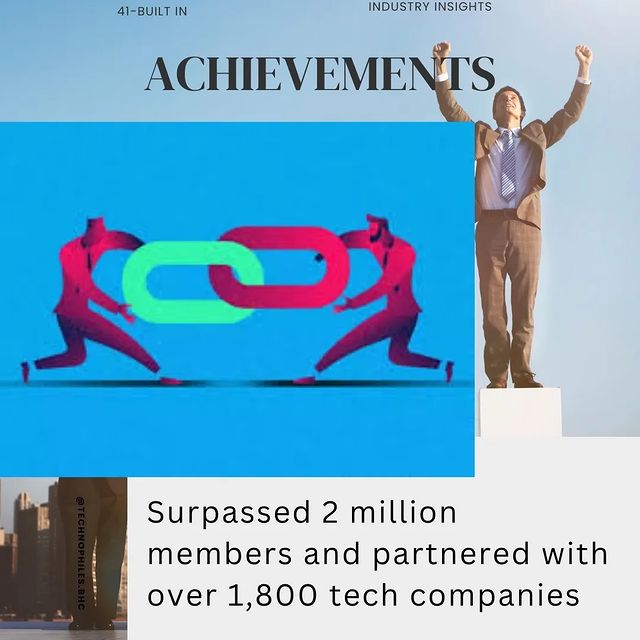 41-BUILT IN
INDUSTRY INSIGHTS
ACHIEVEMENTS
@TECHNOPHILES.BHC
Surpassed 2 million
members and partnered with
over 1,800 tech companies